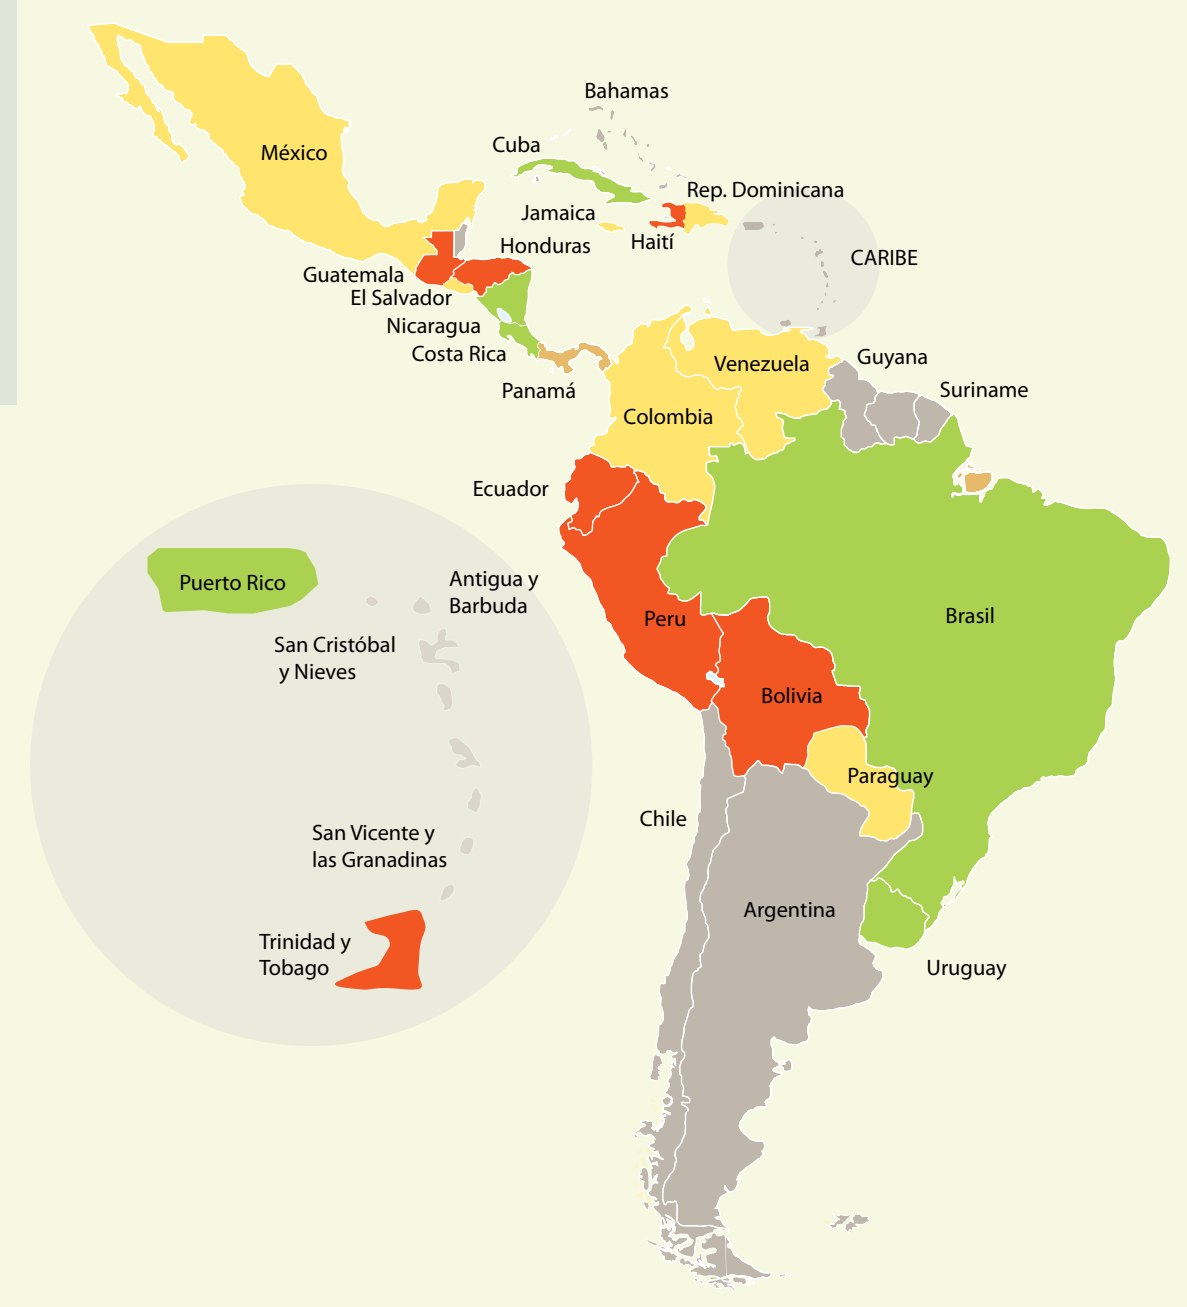 Bahamas
Cuba
México
Rep. Dominicana
Jamaica
Haití
Honduras
CARIBE
Guatemala
El Salvador
Nicaragua
Costa Rica
Guyana
Venezuela
Panamá
Suriname
Colombia
Ecuador
Puerto Rico
Antigua y
Barbuda
Peru
Brasil
San Cristóbal
y Nieves
Bolivia
Paraguay
Chile
San Vicente y
las Granadinas
Argentina
Trinidad y
Tobago
Uruguay